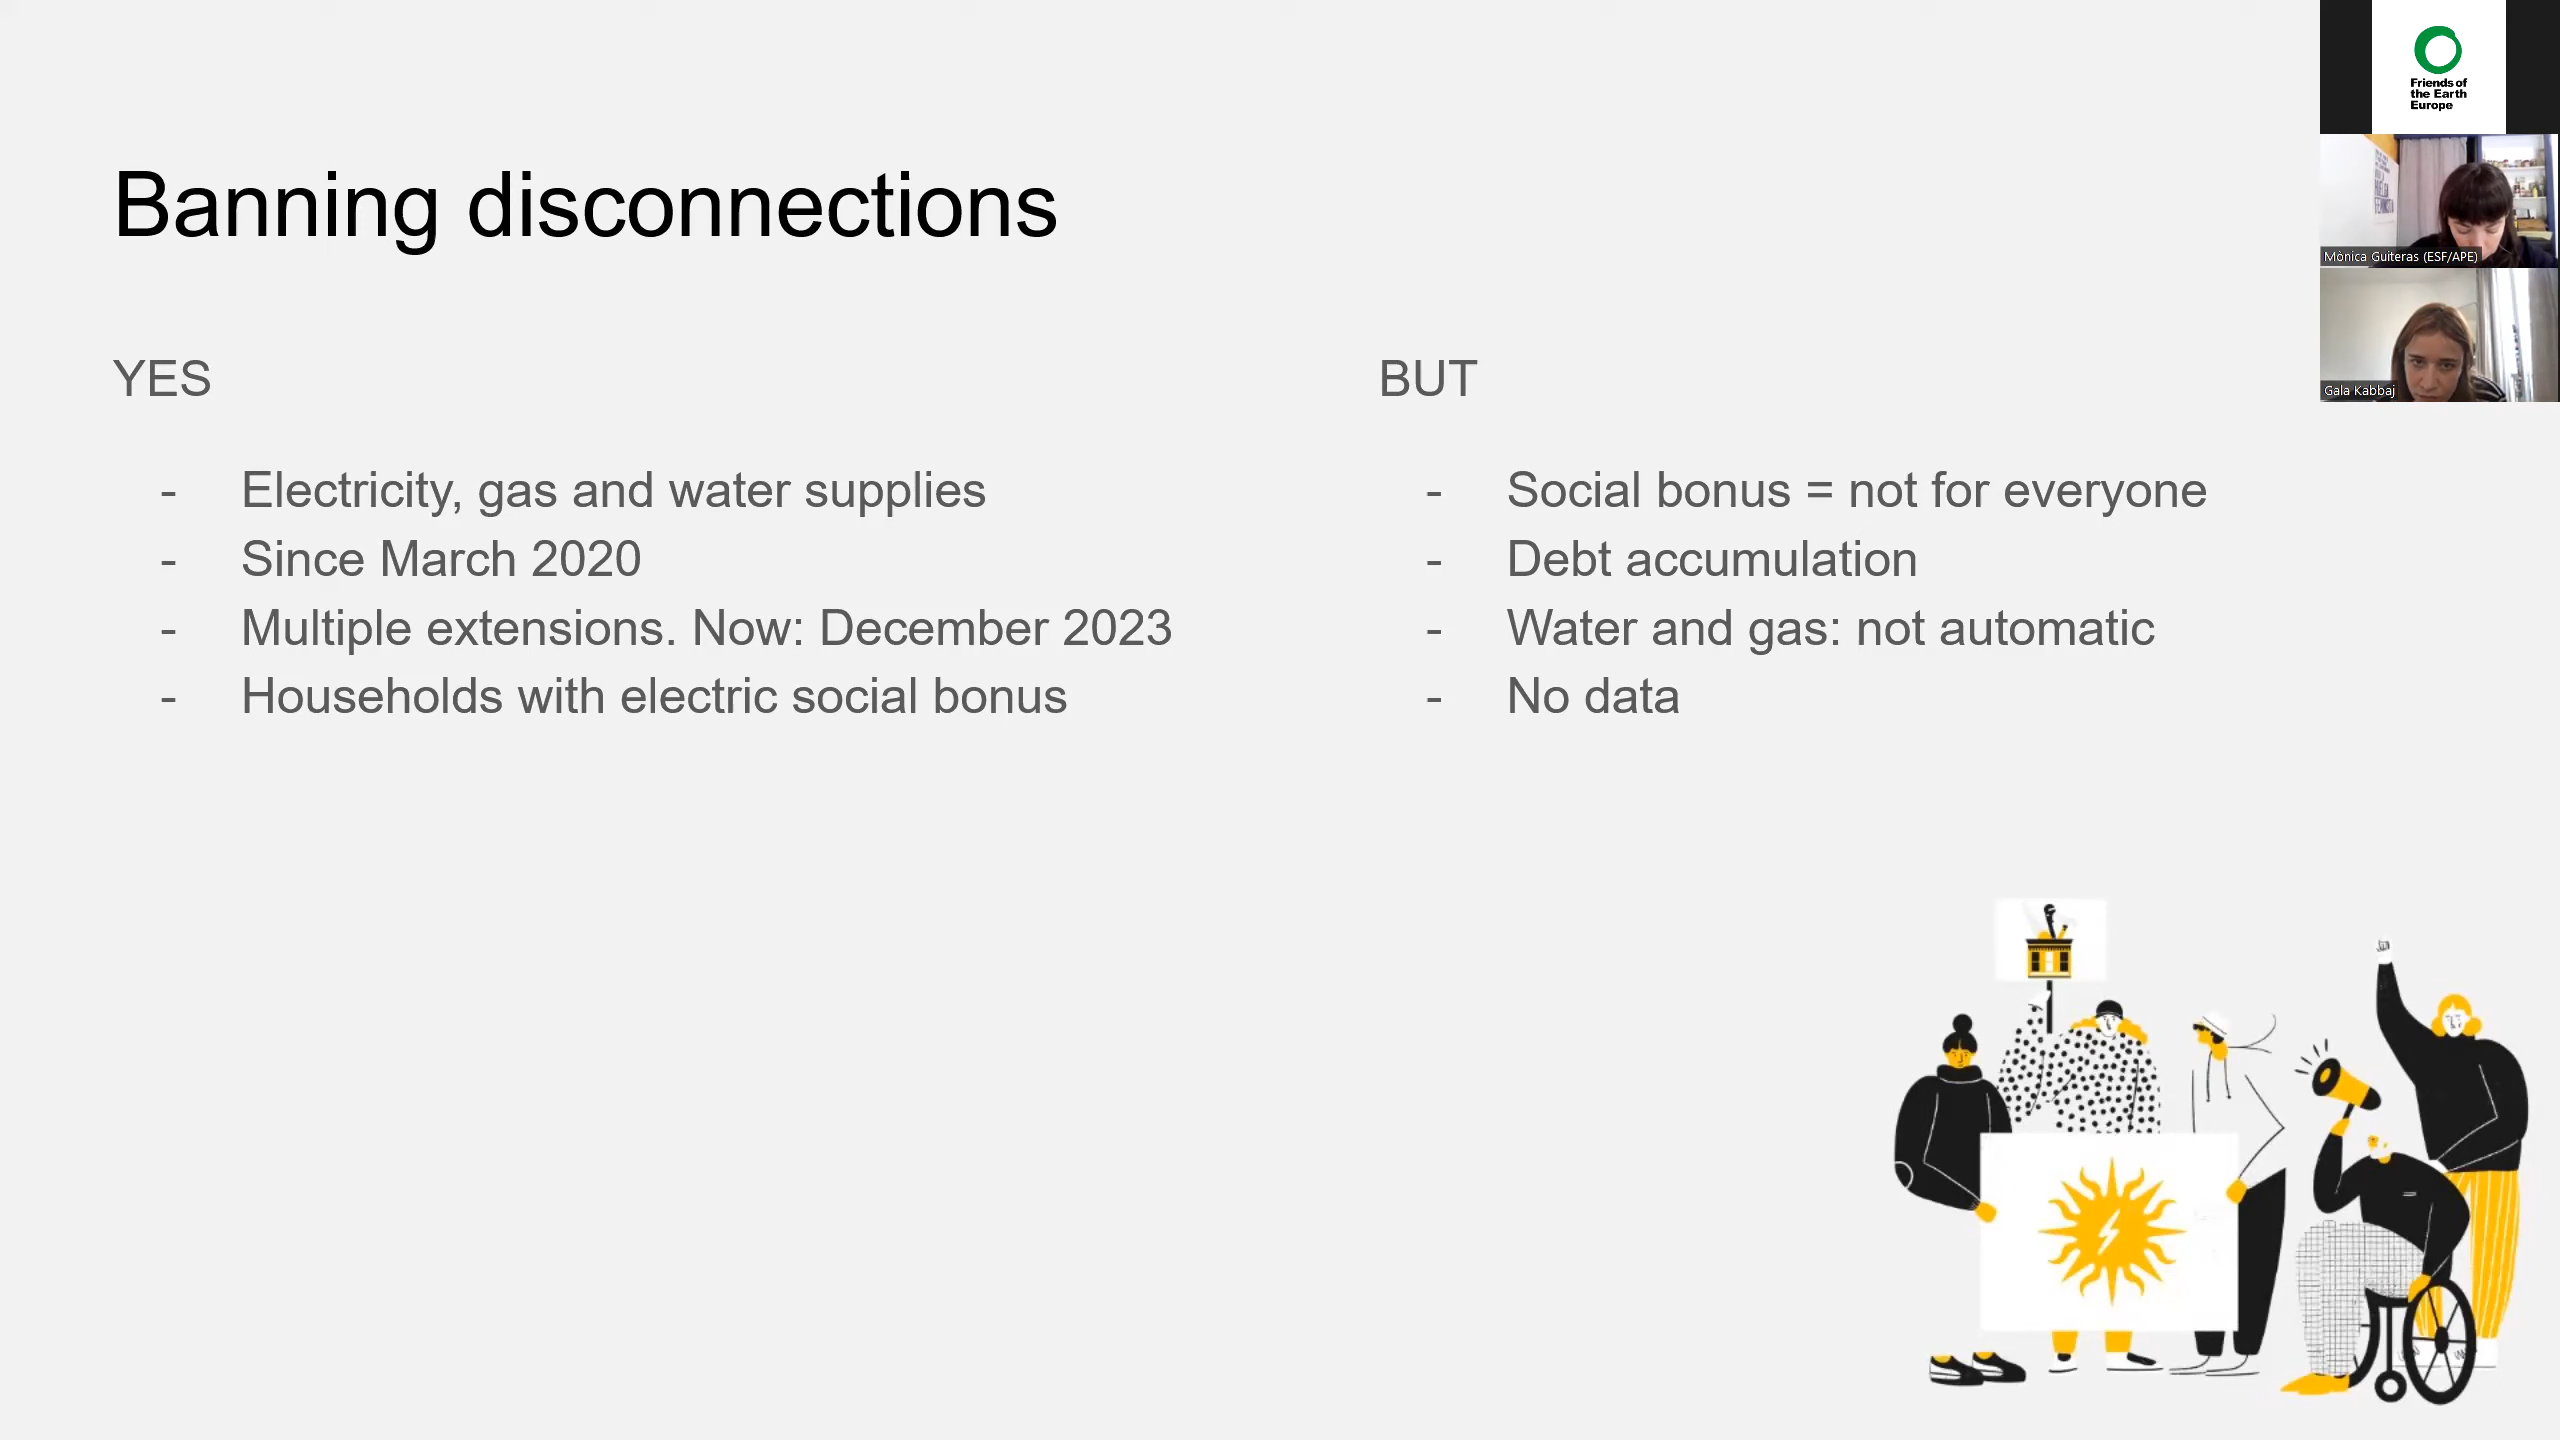 Banning disconnections
YES
- Electricity, gas and water supplies
- Since March 2020
- Multiple extensions. Now: December 2023
- Households with electric social bonus
BUT
- Social bonus = not for everyone
- Debt accumulation
- Water and gas: not automatic
- No data
Friends of
the Earth
Europe
Mònica Guiteras (ESF/APE)
Gala Kabbaj